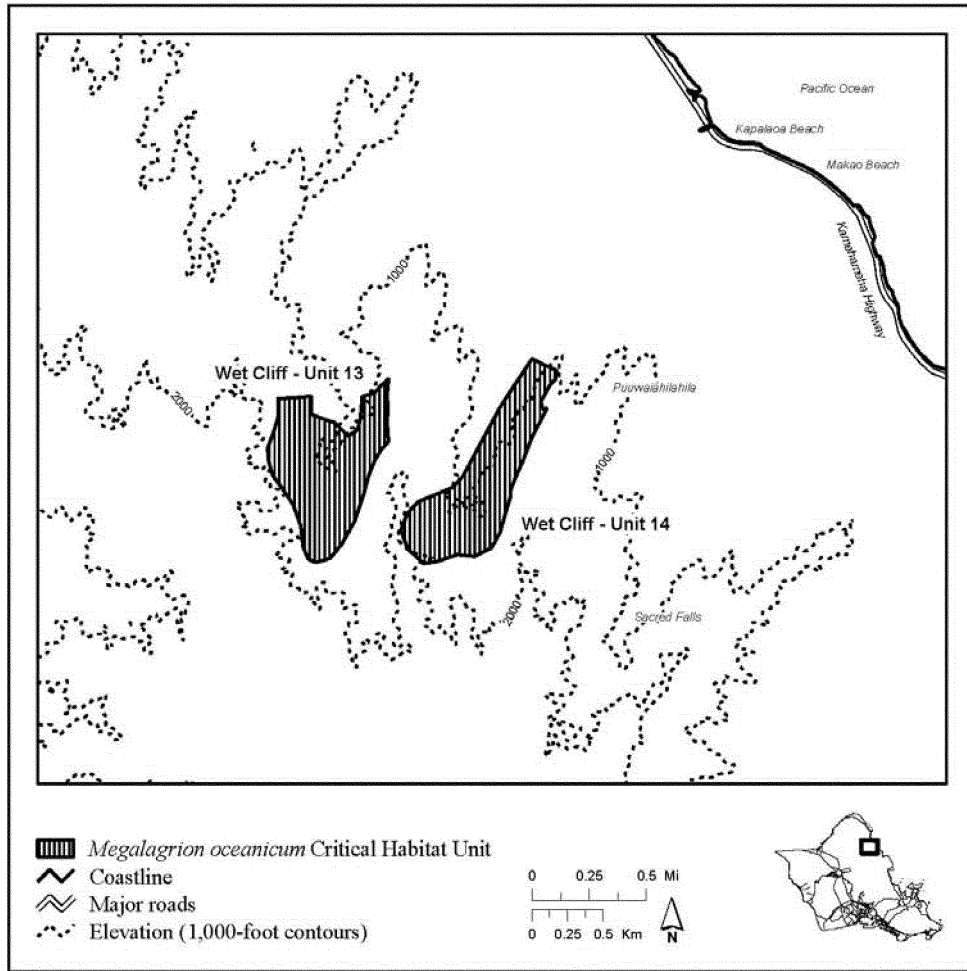 Pacific Ocean
Kapalaoa Beach
Makao Beach
Kamehameha Highway
1000
Wet Cliff - Unit 13
2000
Puuwaiahilahila
1000
Wet Cliff - Unit 14
2000
Sacred Falls
Megalagrion oceanicum Critical Habitat Unit
Coastline
Major roads
Elevation (1,000-foot contours)
0 0.25 0.5 Mi
0 0.25 0.5 Km
N